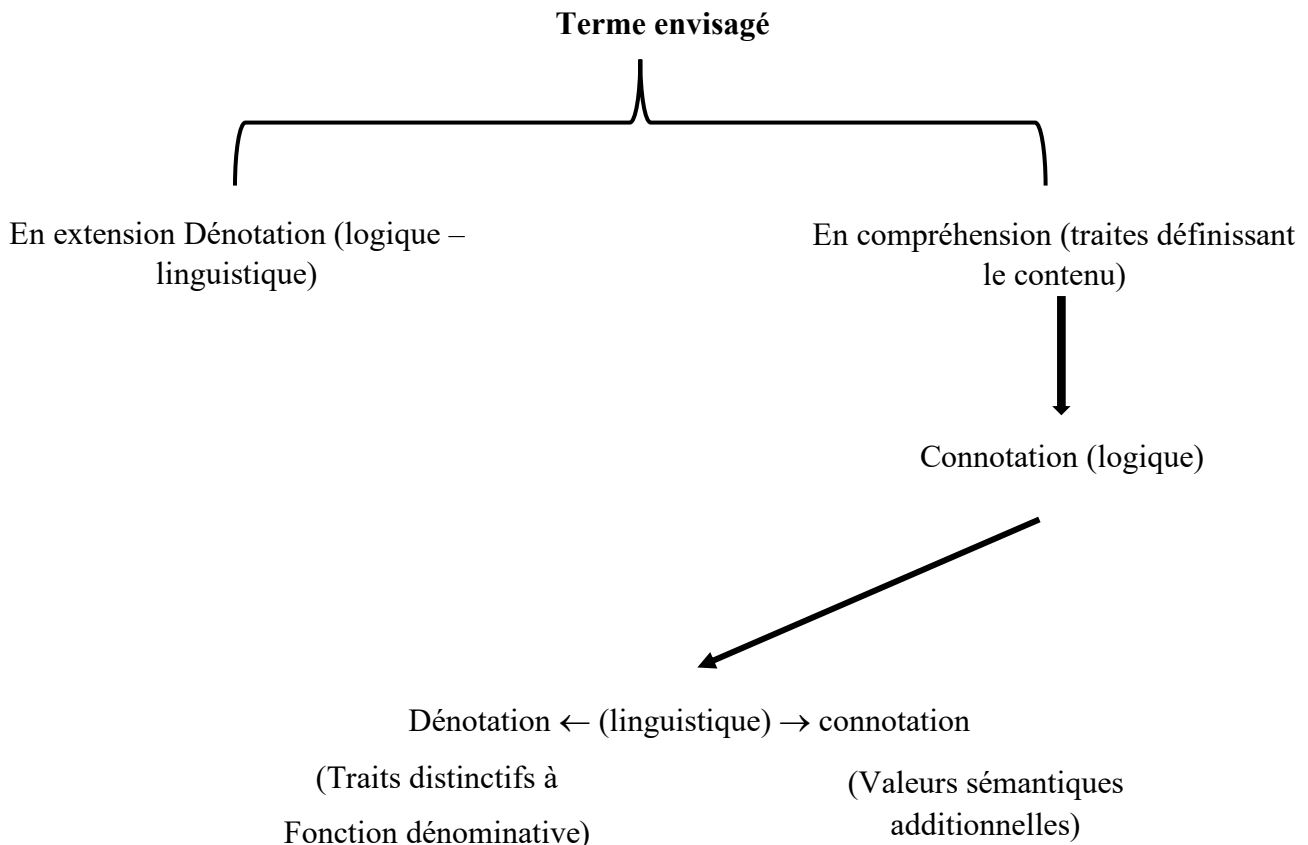 Terme envisagé
En extension Dénotation (logique –
linguistique)
En compréhension (traites définissant
le contenu)
Connotation (logique)
Dénotation ← (linguistique) → connotation
(Traits distinctifs à
Fonction dénominative)
(Valeurs sémantiques
additionnelles)